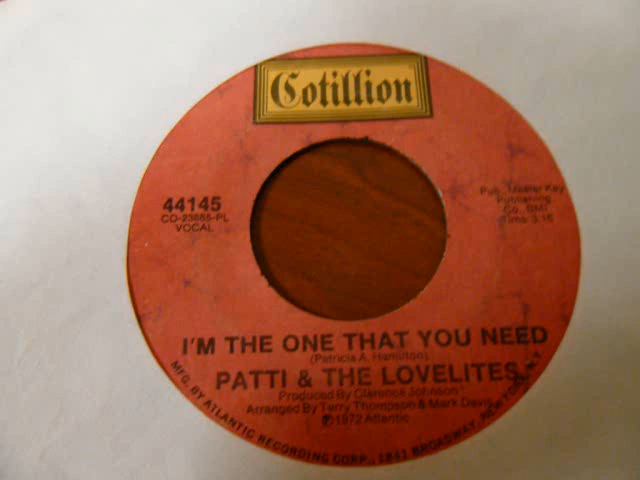 Cotillion
44145
CO-23885-PL
VOCAL
Pub., Master Key
Publishing
Co., BMI
Time: 3:16
I'M THE ONE THAT YOU NEED
(Patricia A. Hamilton)
PATTI & THE LOVELITES
Produced By Clarence Johnson
Arranged By Terry Thompson & Mark Davis
℗1972 Atlantic
MFG. BY ATLANTIC RECORDING CORP., 1841 BROADWAY, NEW YORK, N.Y.